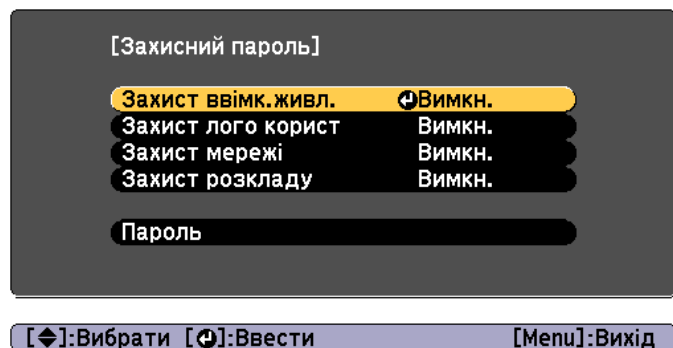 [Захисний пароль]
Захист ввімк.живл. Вимкн.
Захист лого корист Вимкн.
Захист мережі Вимкн.
Захист розкладу Вимкн.
Пароль
[◆]:Вибрати [⏎]:Ввести [Menu]:Вихід